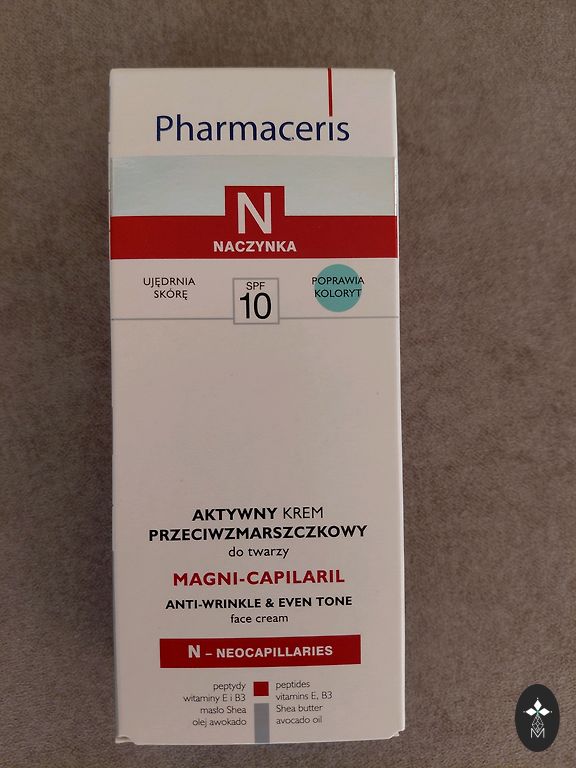 Pharmaceris
N
NACZYNKA
UJĘDRNIA
SKÓRĘ
SPF
10
POPRAWIA
KOLORYT
AKTYWNY KREM
PRZECIWZMARSZCZKOWY
do twarzy
MAGNI-CAPILARIL
ANTI-WRINKLE & EVEN TONE
face cream
N – NEOCAPILLARIES
peptydy
witaminy E i B3
masło Shea
olej awokado
peptides
vitamins E, B3
Shea butter
avocado oil
M